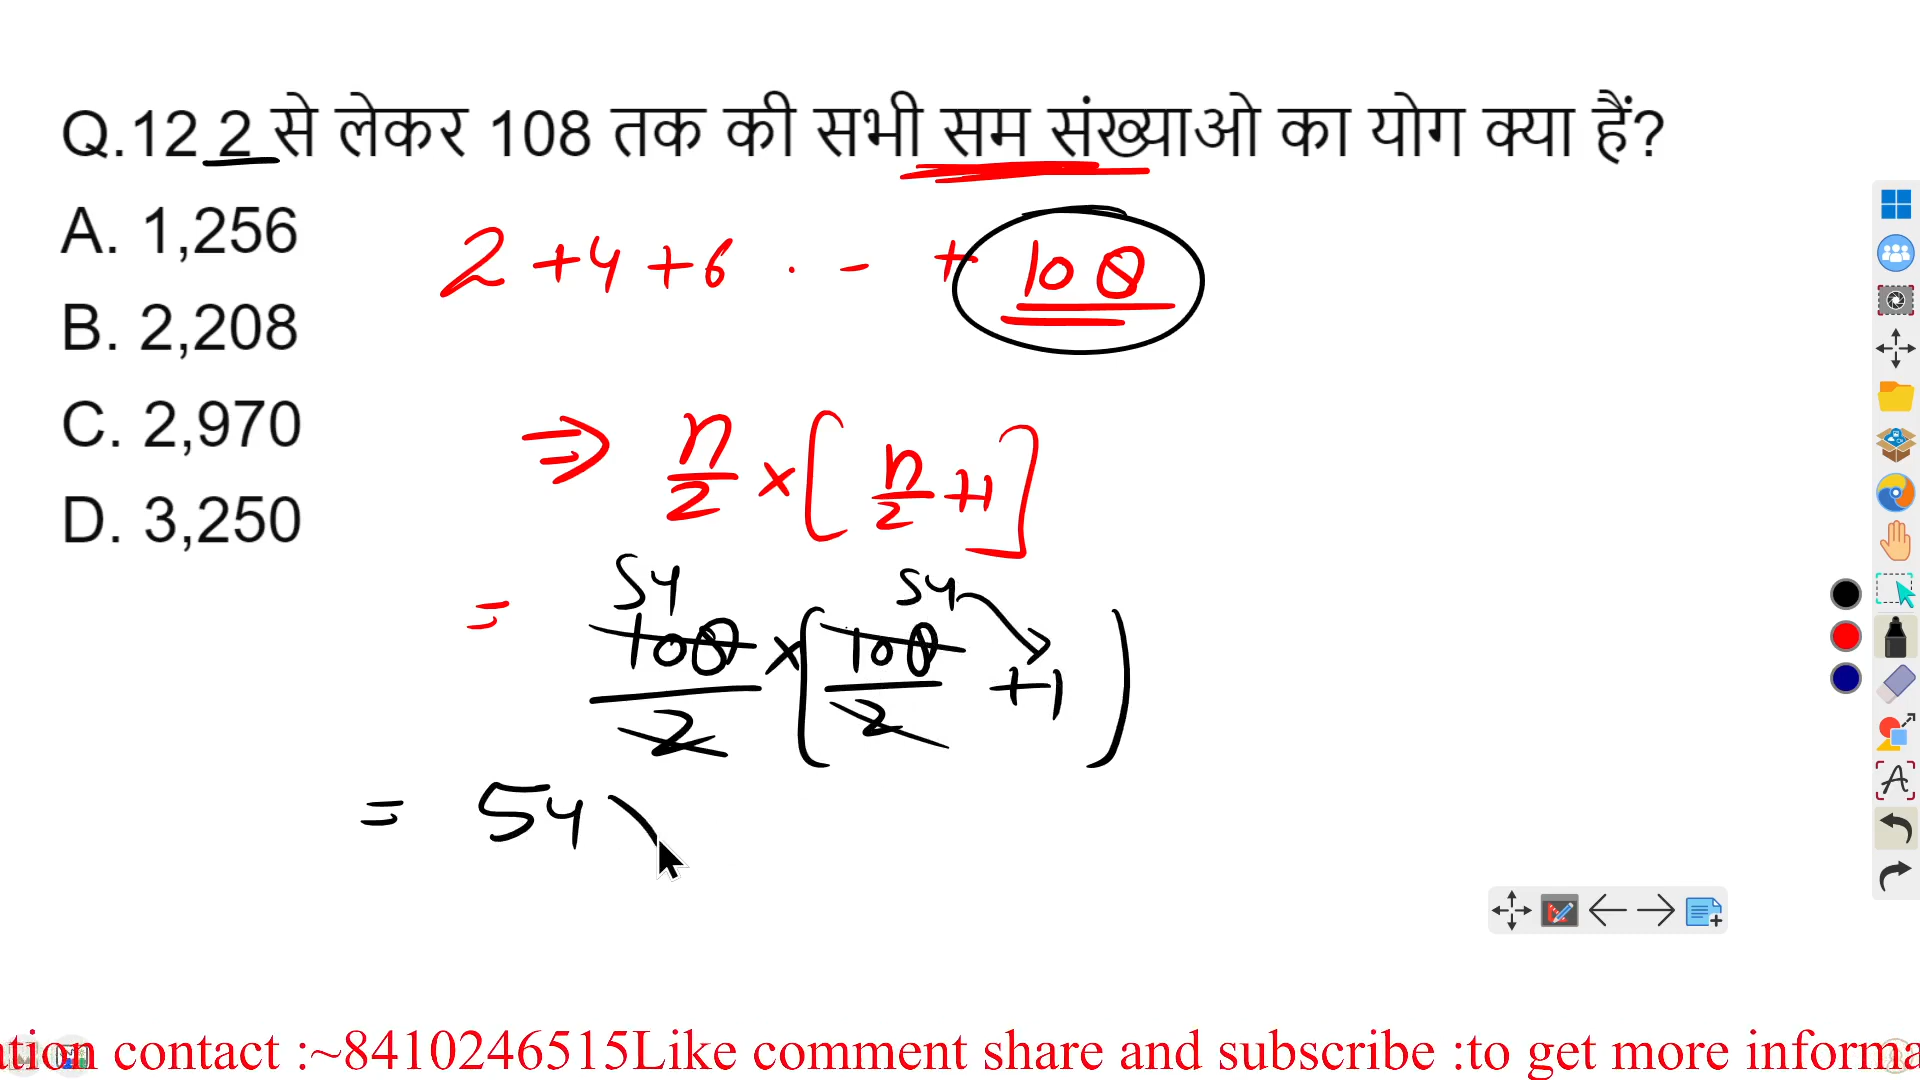 Q.12 2 से लेकर 108 तक की सभी सम संख्याओ का योग क्या हैं?
A. 1,256
B. 2,208
C. 2,970
D. 3,250
2 + 4 + 6 . - + 108
⇒ n/2 × [ n/2 + 1 ]
54 54
= 108/2 × ( 108/2 + 1 )
= 54
ation contact :~8410246515Like comment share and subscribe :to get more informa